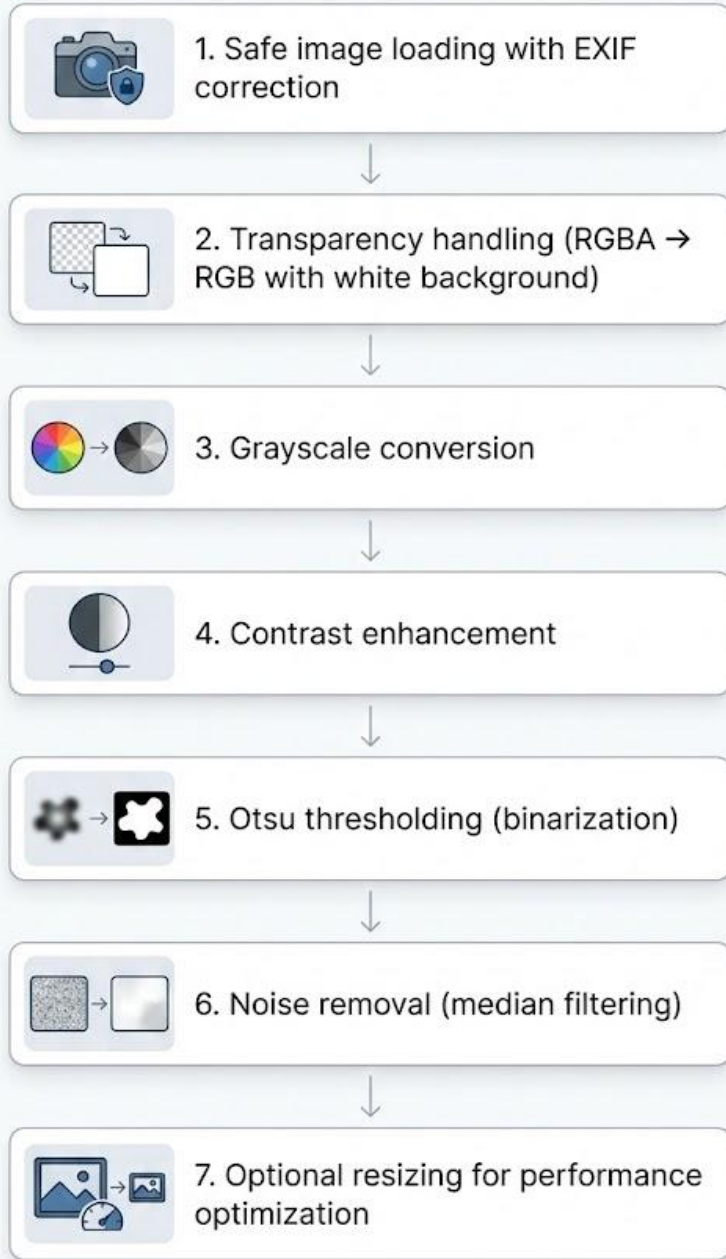 1. Safe image loading with EXIF
correction
2. Transparency handling (RGBA →
RGB with white background)
3. Grayscale conversion
4. Contrast enhancement
5. Otsu thresholding (binarization)
6. Noise removal (median filtering)
7. Optional resizing for performance
optimization